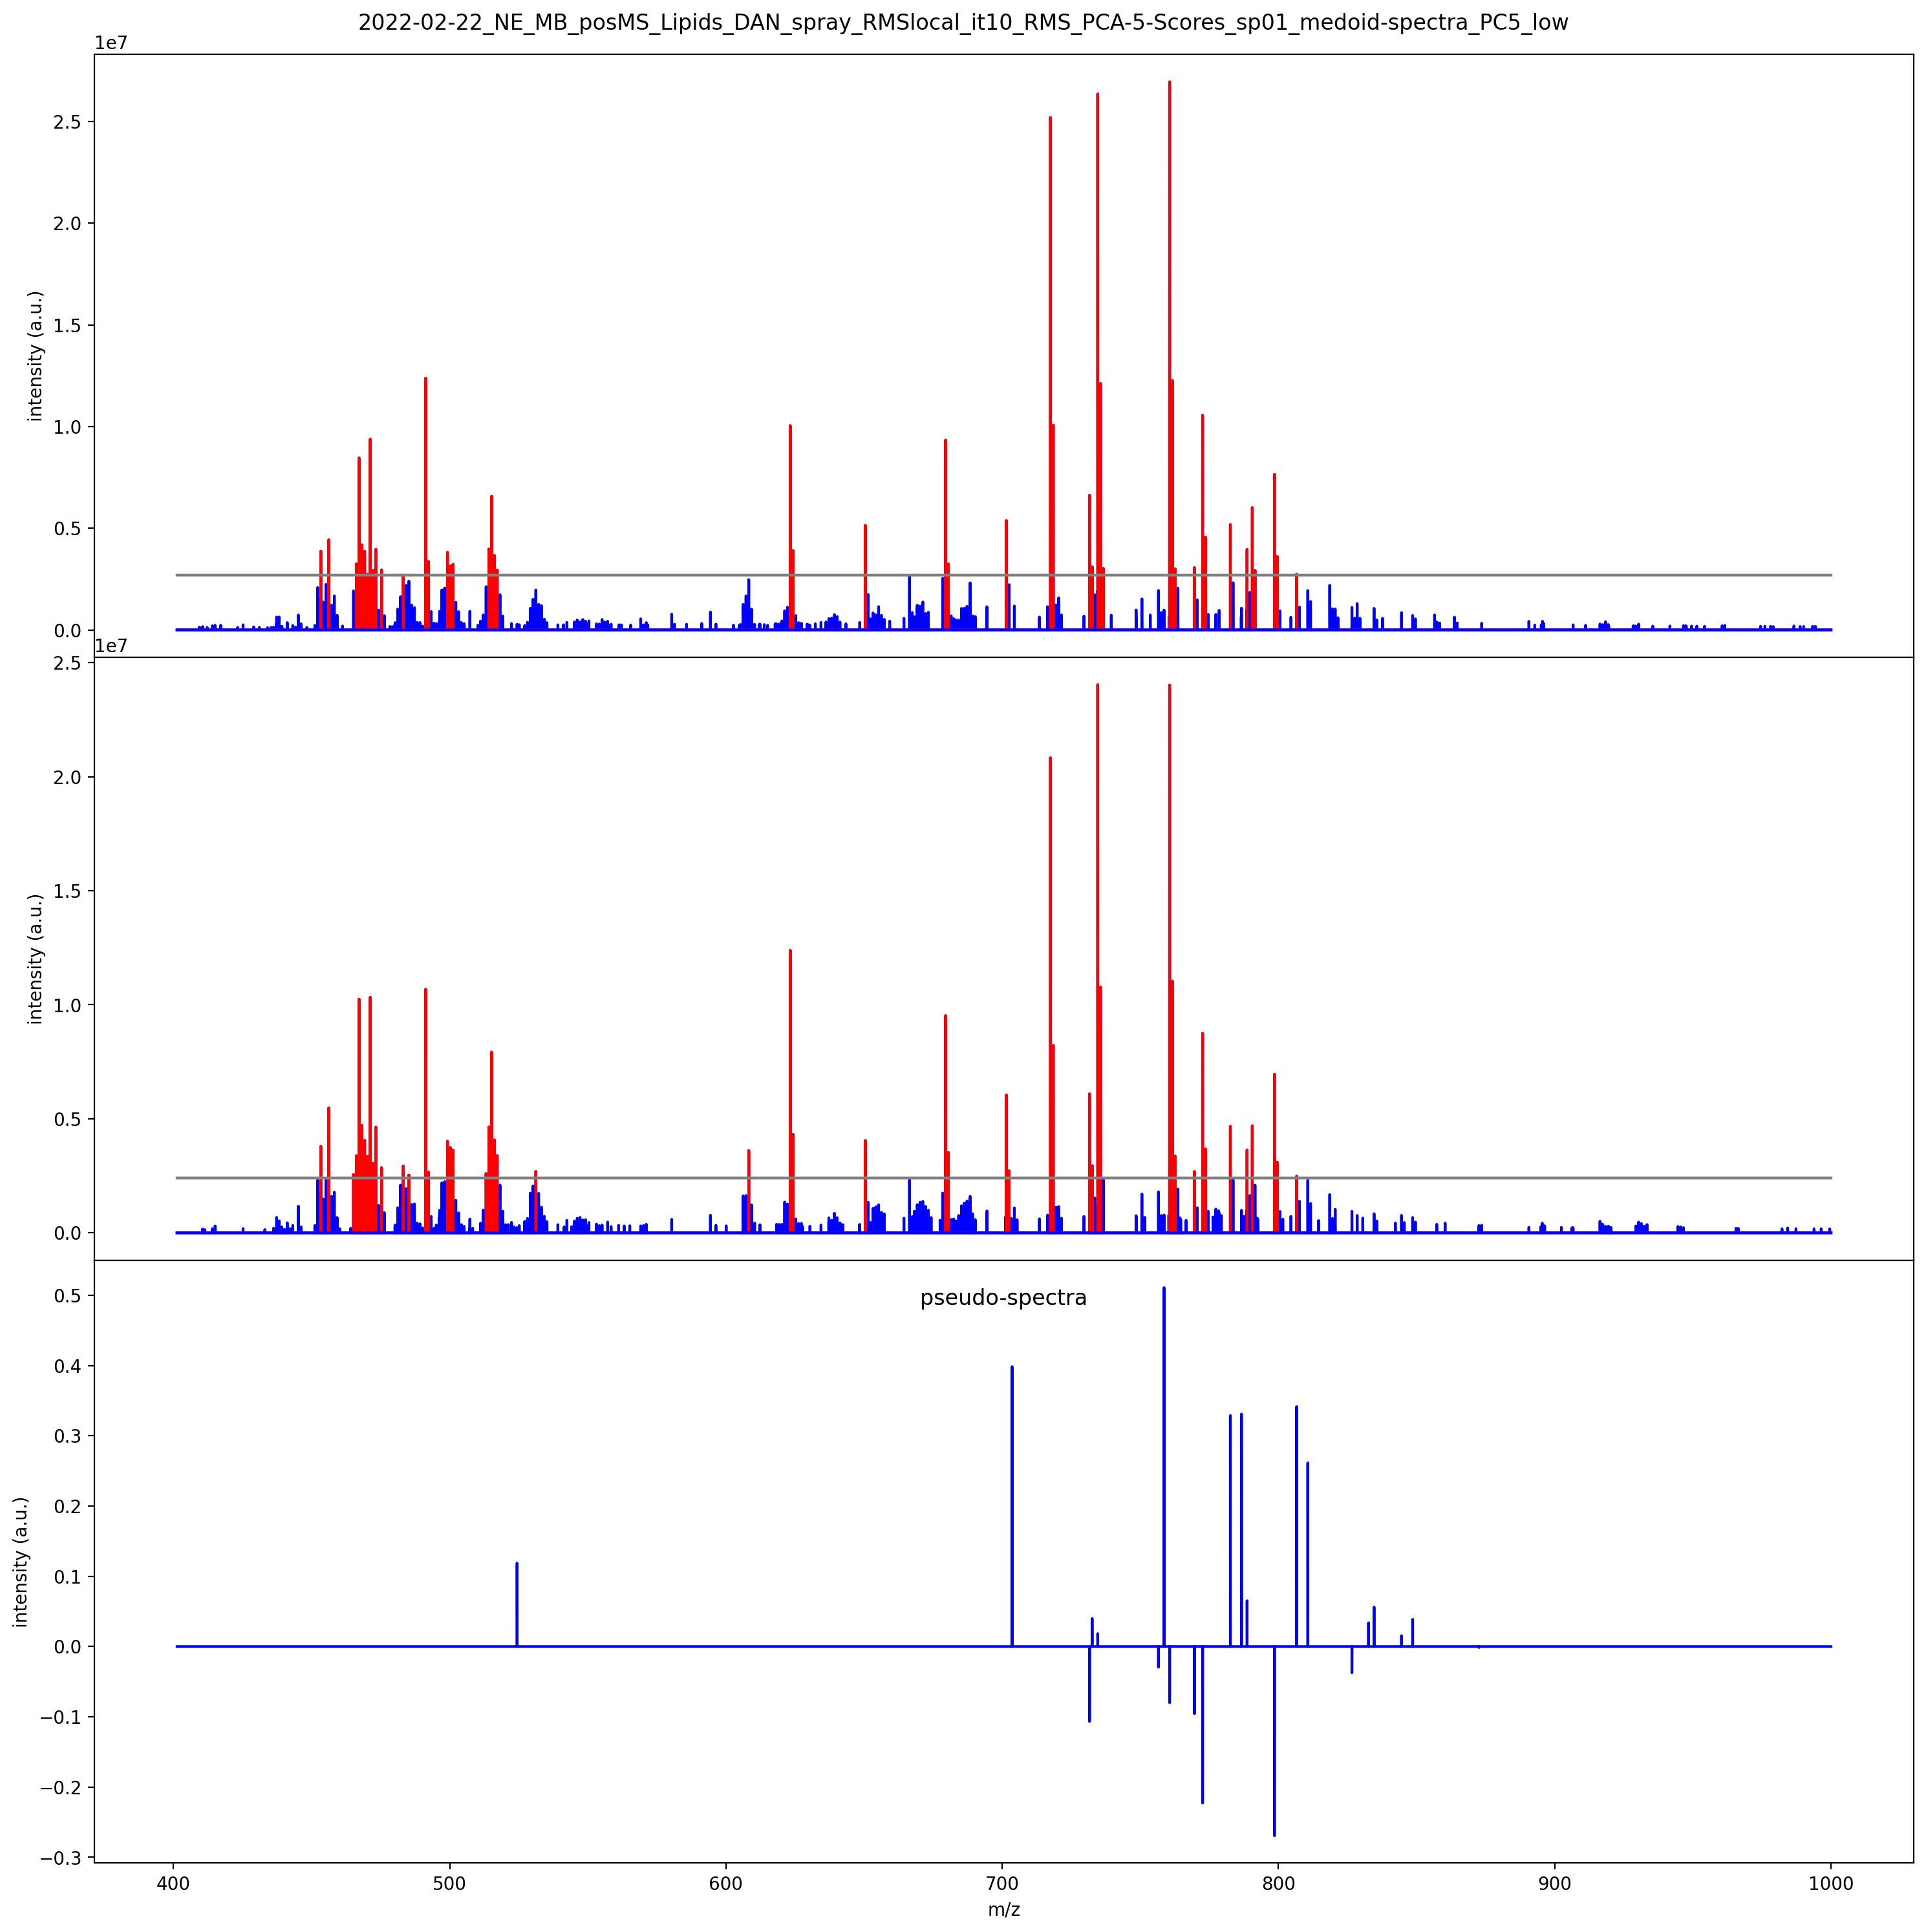 2022-02-22_NE_MB_posMS_Lipids_DAN_spray_RMSlocal_it10_RMS_PCA-5-Scores_sp01_medoid-spectra_PC5_low
1e7
2.5
2.0
1.5
1.0
0.5
0.0
intensity (a.u.)
1e7
2.5
2.0
1.5
1.0
0.5
0.0
intensity (a.u.)
pseudo-spectra
0.5
0.4
0.3
0.2
0.1
0.0
−0.1
−0.2
−0.3
intensity (a.u.)
400 500 600 700 800 900 1000
m/z